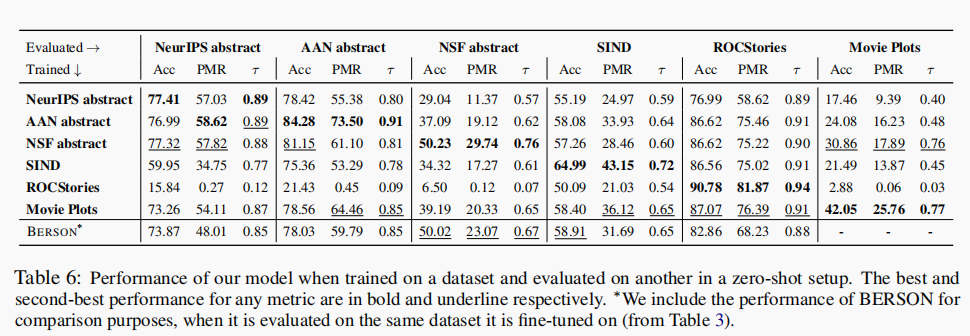 Evaluated → NeurIPS abstract AAN abstract NSF abstract SIND ROCStories Movie Plots
Trained ↓ Acc PMR τ Acc PMR τ Acc PMR τ Acc PMR τ Acc PMR τ Acc PMR τ
NeurIPS abstract 77.41 57.03 0.89 78.42 55.38 0.80 29.04 11.37 0.57 55.19 24.97 0.59 76.99 58.62 0.89 17.46 9.39 0.40
AAN abstract 76.99 58.62 0.89 84.28 73.50 0.91 37.09 19.12 0.62 58.08 33.93 0.64 86.62 75.46 0.91 24.08 16.23 0.48
NSF abstract 77.32 57.82 0.88 81.15 61.10 0.81 50.23 29.74 0.76 57.26 28.46 0.60 86.62 75.22 0.90 30.86 17.89 0.76
SIND 59.95 34.75 0.77 75.36 53.29 0.78 34.32 17.27 0.61 64.99 43.15 0.72 86.56 75.02 0.91 21.49 13.87 0.45
ROCStories 15.84 0.27 0.12 21.43 0.45 0.09 6.50 0.12 0.07 50.09 21.03 0.54 90.78 81.87 0.94 2.88 0.06 0.03
Movie Plots 73.26 54.11 0.87 78.56 64.46 0.85 39.19 20.33 0.65 58.40 36.12 0.65 87.07 76.39 0.91 42.05 25.76 0.77
BERSON* 73.87 48.01 0.85 78.03 59.79 0.85 50.02 23.07 0.67 58.91 31.69 0.65 82.86 68.23 0.88 - - -
Table 6: Performance of our model when trained on a dataset and evaluated on another in a zero-shot setup. The best and
second-best performance for any metric are in bold and underline respectively. *We include the performance of BERSON for
comparison purposes, when it is evaluated on the same dataset it is fine-tuned on (from Table 3).